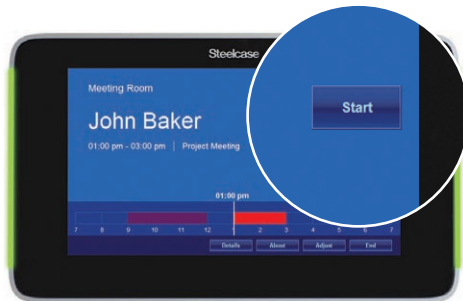 Steelcase
Meeting Room
Start
John Baker
01:00 pm - 03:00 pm | Project Meeting
01:00 pm
7 8 9 10 11 12 1 2 3 4 5 6 7
Details About Adjust End